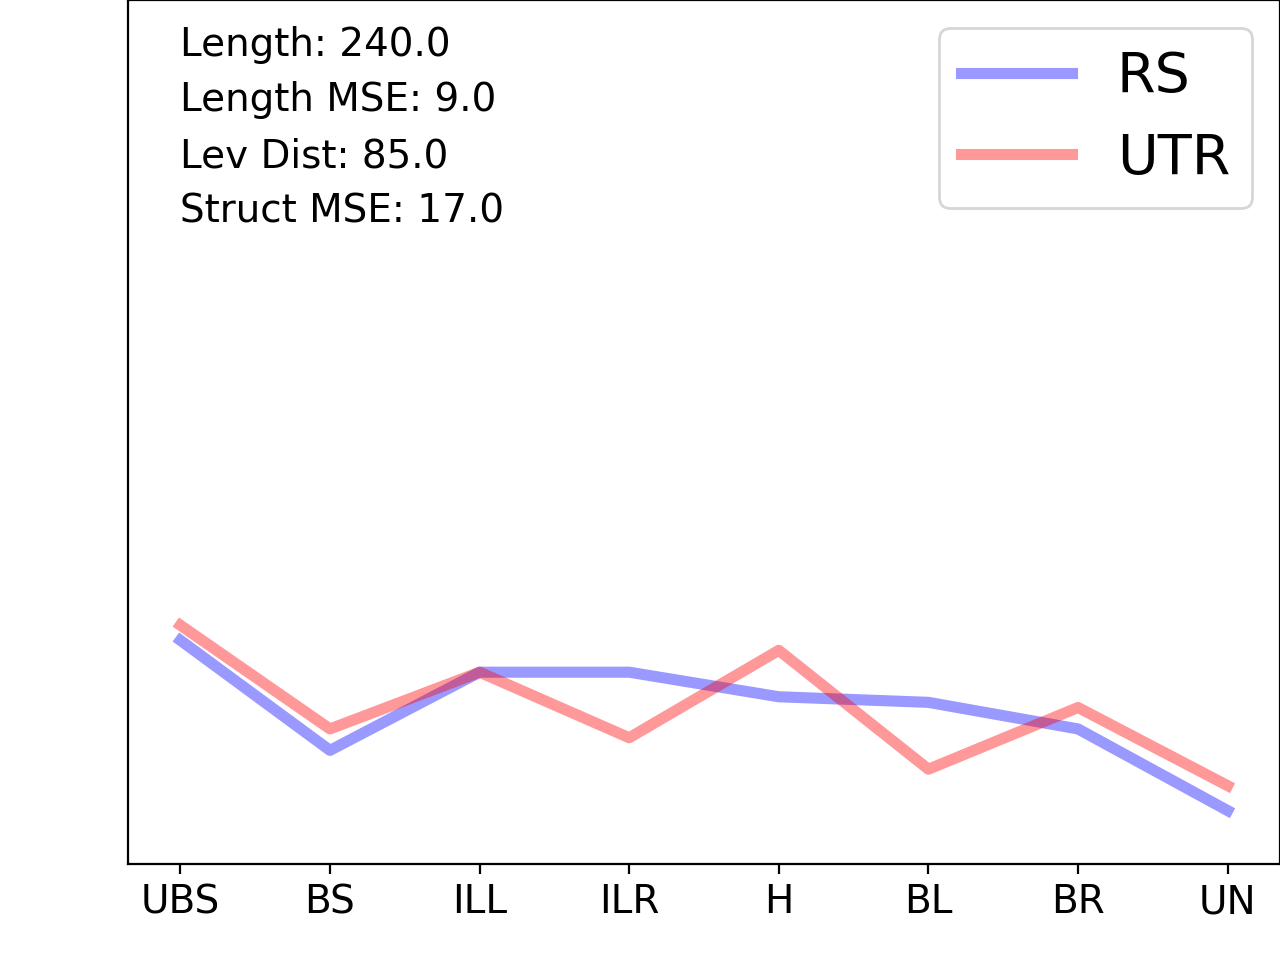 Length: 240.0
Length MSE: 9.0
Lev Dist: 85.0
Struct MSE: 17.0
RS
UTR
UBS BS ILL ILR H BL BR UN